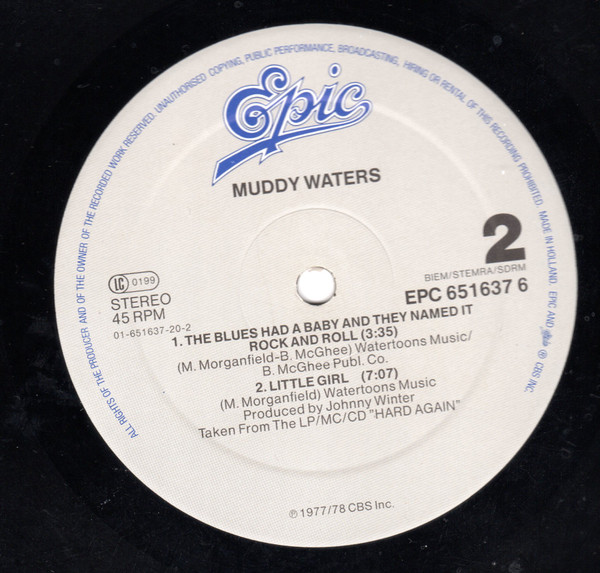 ALL RIGHTS OF THE PRODUCER AND OF THE OWNER OF THE RECORDED WORK RESERVED. UNAUTHORISED COPYING, PUBLIC PERFORMANCE, BROADCASTING, HIRING OR RENTAL OF THIS RECORDING PROHIBITED. MADE IN HOLLAND. EPIC AND Epic ® CBS INC.
Epic
MUDDY WATERS
2
BIEM/STEMRA/SDRM
EPC 651637 6
LC 0199
STEREO
45 RPM
01-651637-20-2
1. THE BLUES HAD A BABY AND THEY NAMED IT
ROCK AND ROLL (3:35)
(M. Morganfield-B. McGhee) Watertoons Music/
B. McGhee Publ. Co.
2. LITTLE GIRL (7:07)
(M. Morganfield) Watertoons Music
Produced by Johnny Winter
Taken From The LP/MC/CD "HARD AGAIN"
℗ 1977/78 CBS Inc.